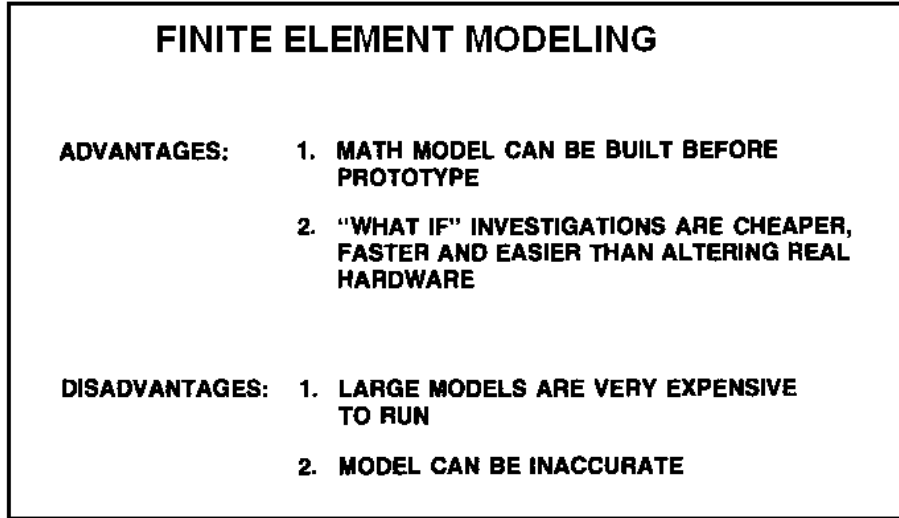 FINITE ELEMENT MODELING
ADVANTAGES: 1. MATH MODEL CAN BE BUILT BEFORE
PROTOTYPE
2. "WHAT IF" INVESTIGATIONS ARE CHEAPER,
FASTER AND EASIER THAN ALTERING REAL
HARDWARE
DISADVANTAGES: 1. LARGE MODELS ARE VERY EXPENSIVE
TO RUN
2. MODEL CAN BE INACCURATE